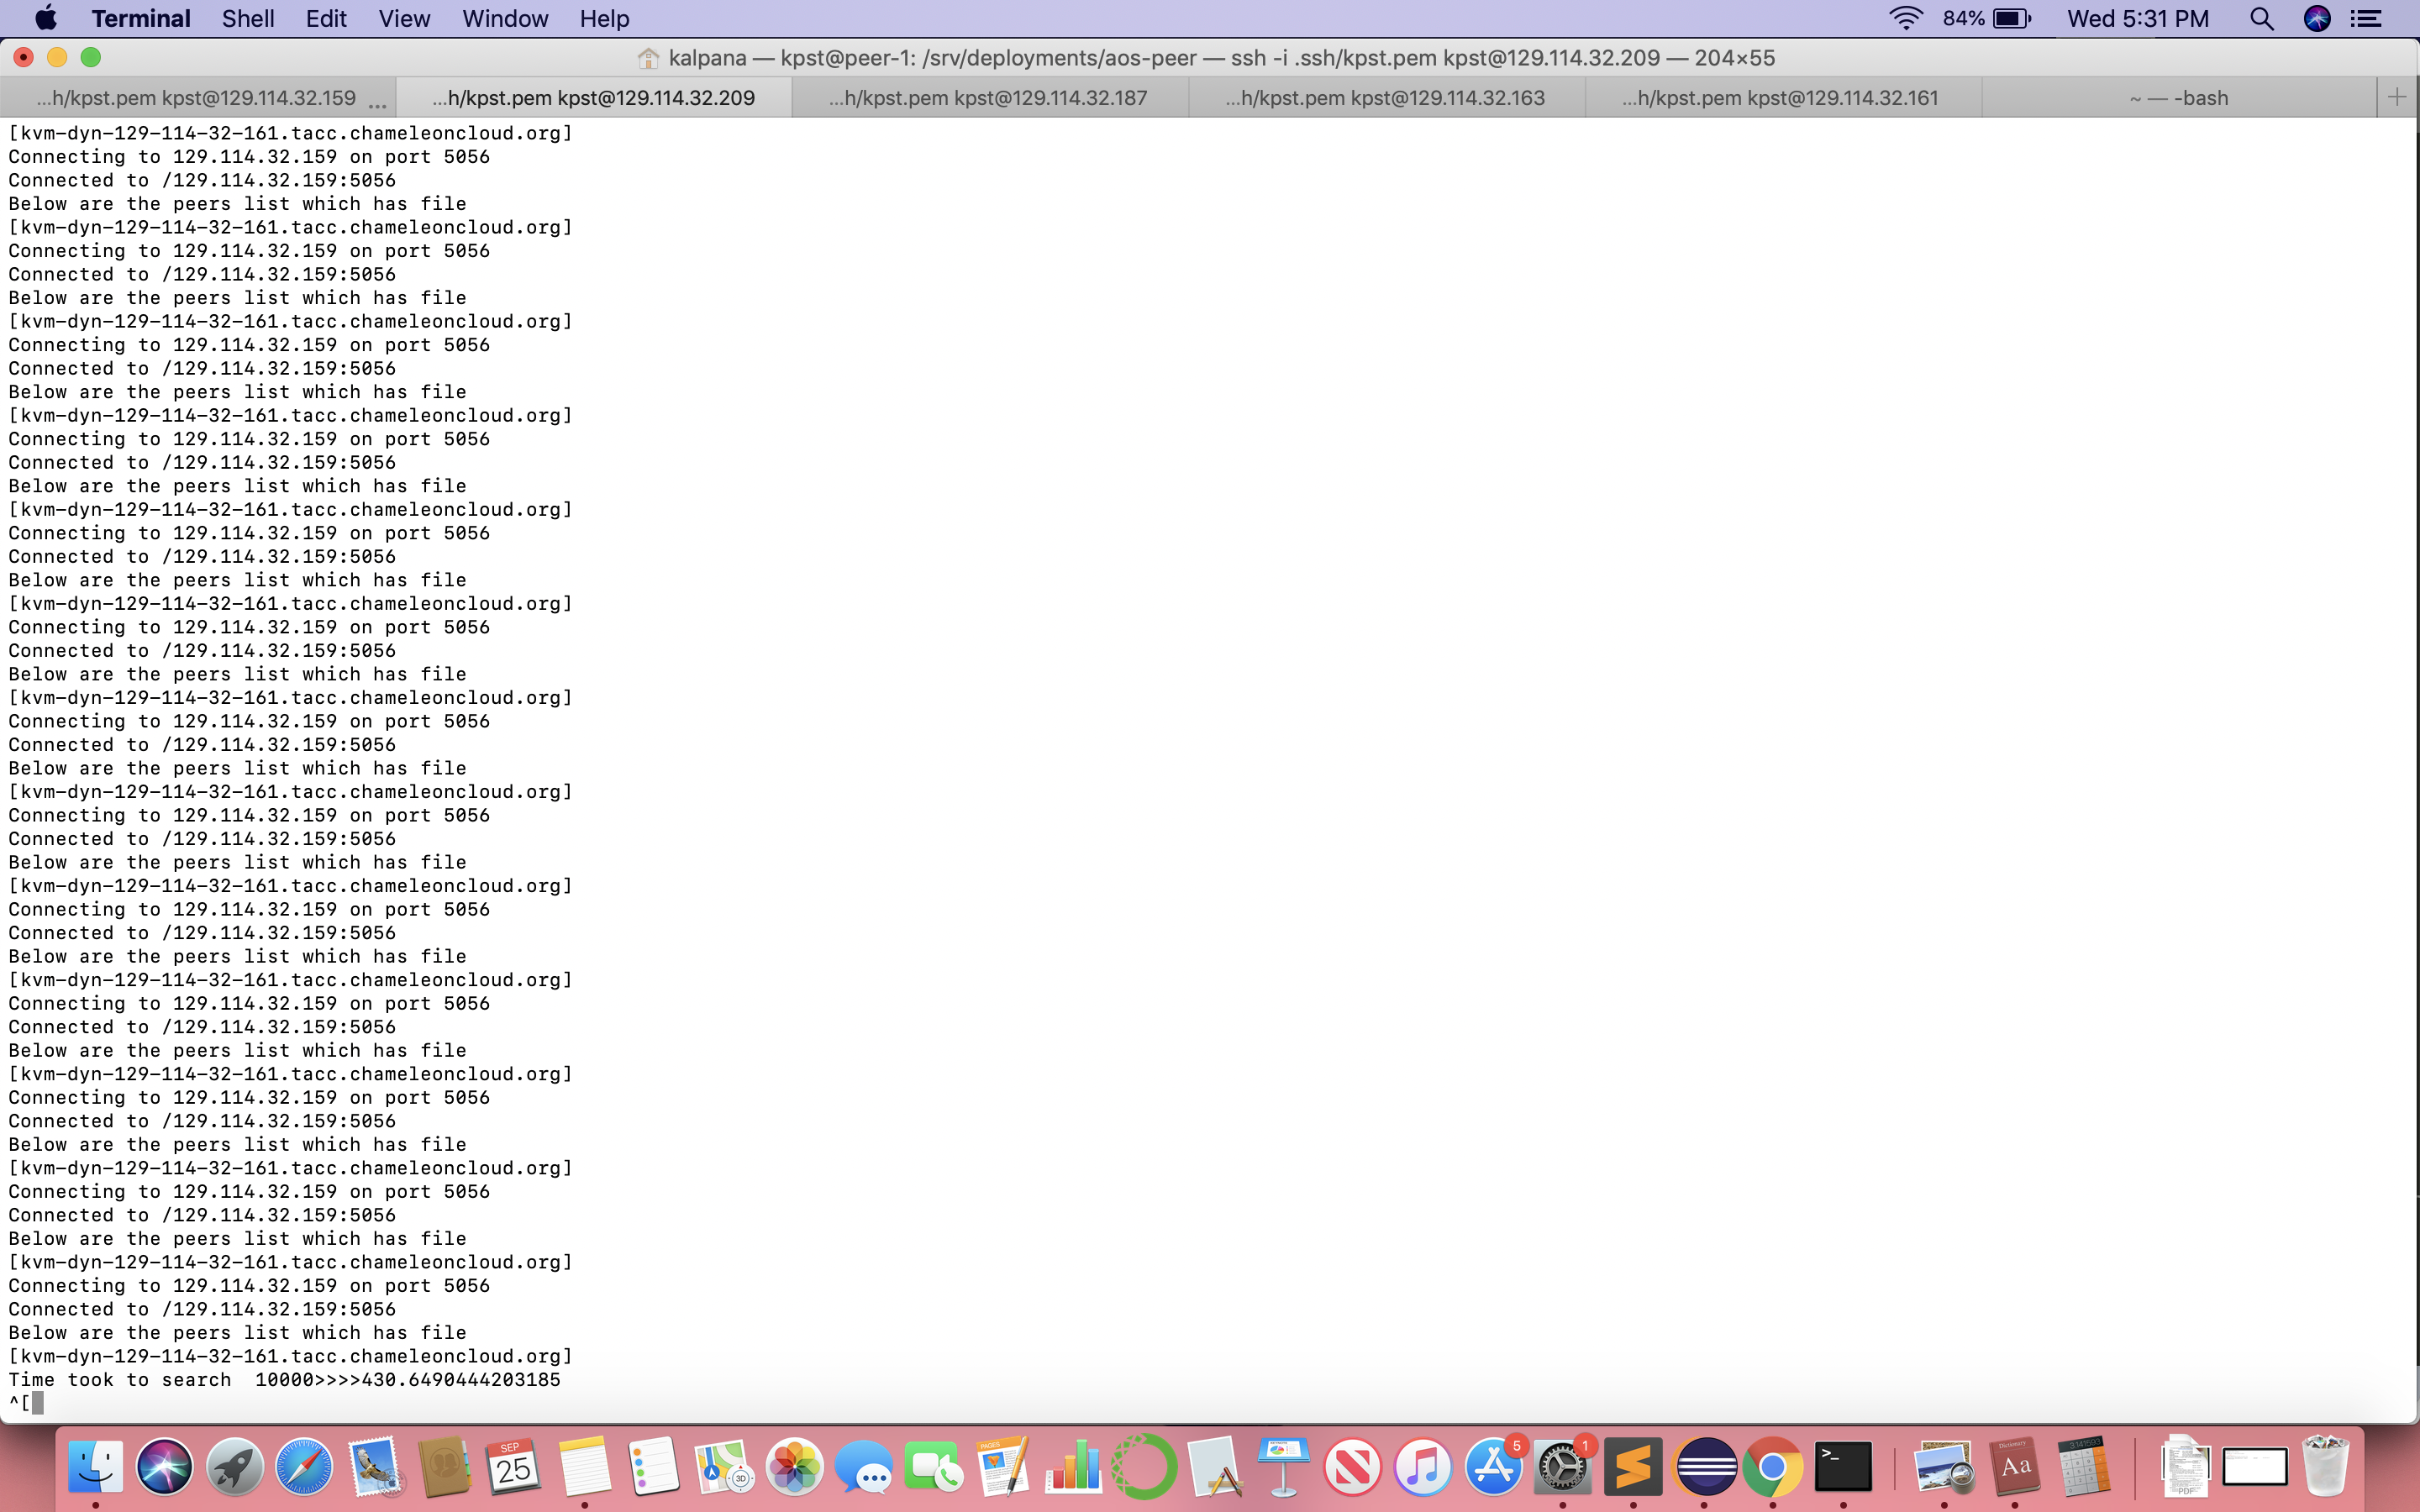 Terminal Shell Edit View Window Help 84% Wed 5:31 PM
kalpana — kpst@peer-1: /srv/deployments/aos-peer — ssh -i .ssh/kpst.pem kpst@129.114.32.209 — 204×55
...h/kpst.pem kpst@129.114.32.159 ... ...h/kpst.pem kpst@129.114.32.209 ...h/kpst.pem kpst@129.114.32.187 ...h/kpst.pem kpst@129.114.32.163 ...h/kpst.pem kpst@129.114.32.161 ~ — -bash
[kvm-dyn-129-114-32-161.tacc.chameleoncloud.org]
Connecting to 129.114.32.159 on port 5056
Connected to /129.114.32.159:5056
Below are the peers list which has file
[kvm-dyn-129-114-32-161.tacc.chameleoncloud.org]
Connecting to 129.114.32.159 on port 5056
Connected to /129.114.32.159:5056
Below are the peers list which has file
[kvm-dyn-129-114-32-161.tacc.chameleoncloud.org]
Connecting to 129.114.32.159 on port 5056
Connected to /129.114.32.159:5056
Below are the peers list which has file
[kvm-dyn-129-114-32-161.tacc.chameleoncloud.org]
Connecting to 129.114.32.159 on port 5056
Connected to /129.114.32.159:5056
Below are the peers list which has file
[kvm-dyn-129-114-32-161.tacc.chameleoncloud.org]
Connecting to 129.114.32.159 on port 5056
Connected to /129.114.32.159:5056
Below are the peers list which has file
[kvm-dyn-129-114-32-161.tacc.chameleoncloud.org]
Connecting to 129.114.32.159 on port 5056
Connected to /129.114.32.159:5056
Below are the peers list which has file
[kvm-dyn-129-114-32-161.tacc.chameleoncloud.org]
Connecting to 129.114.32.159 on port 5056
Connected to /129.114.32.159:5056
Below are the peers list which has file
[kvm-dyn-129-114-32-161.tacc.chameleoncloud.org]
Connecting to 129.114.32.159 on port 5056
Connected to /129.114.32.159:5056
Below are the peers list which has file
[kvm-dyn-129-114-32-161.tacc.chameleoncloud.org]
Connecting to 129.114.32.159 on port 5056
Connected to /129.114.32.159:5056
Below are the peers list which has file
[kvm-dyn-129-114-32-161.tacc.chameleoncloud.org]
Connecting to 129.114.32.159 on port 5056
Connected to /129.114.32.159:5056
Below are the peers list which has file
[kvm-dyn-129-114-32-161.tacc.chameleoncloud.org]
Connecting to 129.114.32.159 on port 5056
Connected to /129.114.32.159:5056
Below are the peers list which has file
[kvm-dyn-129-114-32-161.tacc.chameleoncloud.org]
Connecting to 129.114.32.159 on port 5056
Connected to /129.114.32.159:5056
Below are the peers list which has file
[kvm-dyn-129-114-32-161.tacc.chameleoncloud.org]
Connecting to 129.114.32.159 on port 5056
Connected to /129.114.32.159:5056
Below are the peers list which has file
[kvm-dyn-129-114-32-161.tacc.chameleoncloud.org]
Time took to search  10000>>>>430.6490444203185
^[
SEP
25
PAGES
3D
5
1
>_
Dictionary
Aa
3.141593
PDF